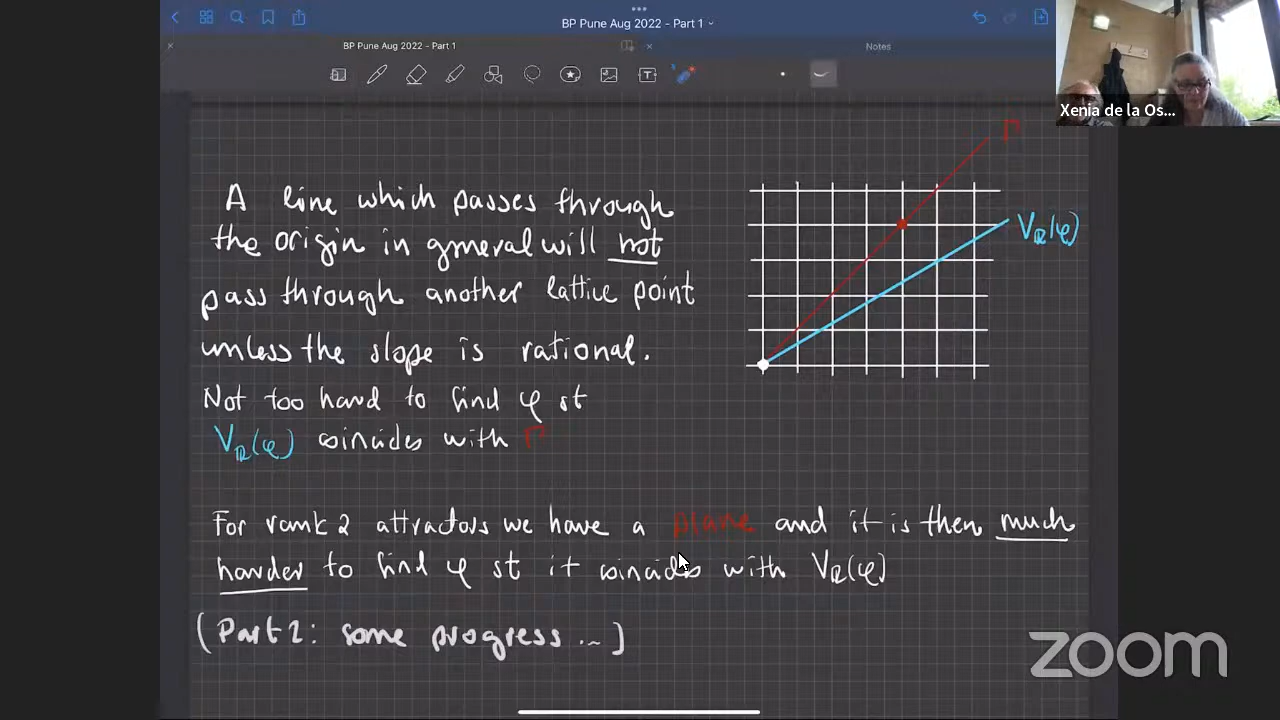 BP Pune Aug 2022 - Part 1
BP Pune Aug 2022 - Part 1
Notes
Xenia de la Os...
Γ
A line which passes through
the origin in general will not
pass through another lattice point
unless the slope is rational.
V_ℝ(φ)
Not too hard to find φ st
V_ℝ(φ) coincides with Γ
For rank 2 attractors we have a plane and it is then much
harder to find φ st it coincides with V_ℝ(φ)
(Part 2: some progress ...)
zoom